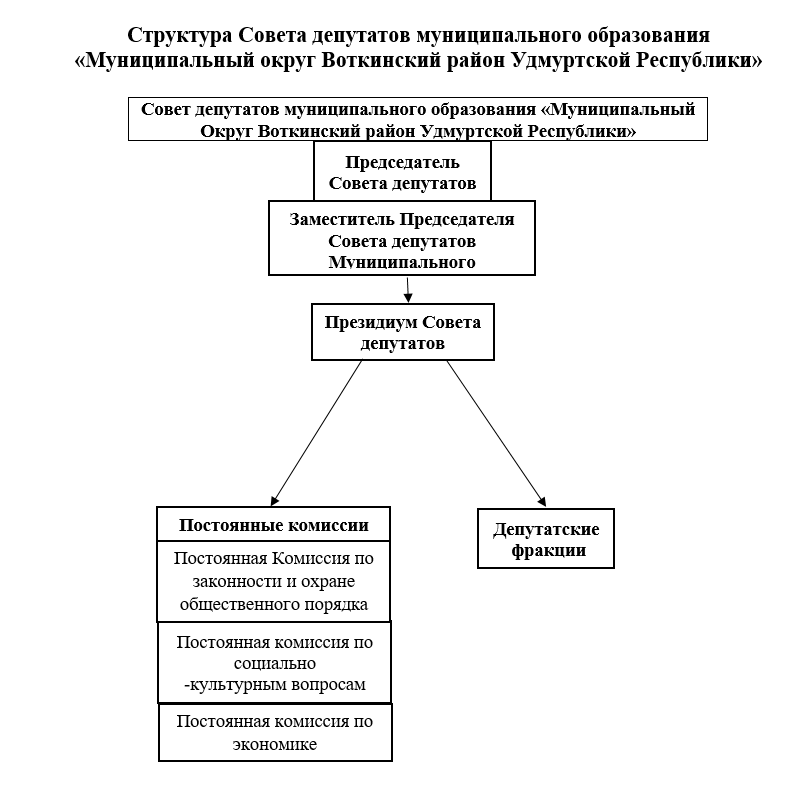 Структура Совета депутатов муниципального образования
«Муниципальный округ Воткинский район Удмуртской Республики»
Совет депутатов муниципального образования «Муниципальный
Округ Воткинский район Удмуртской Республики»
Председатель
Совета депутатов
Заместитель Председателя
Совета депутатов
Муниципального
Президиум Совета
депутатов
Постоянные комиссии
Постоянная Комиссия по
законности и охране
общественного порядка
Постоянная комиссия по
социально
-культурным вопросам
Постоянная комиссия по
экономике
Депутатские
фракции